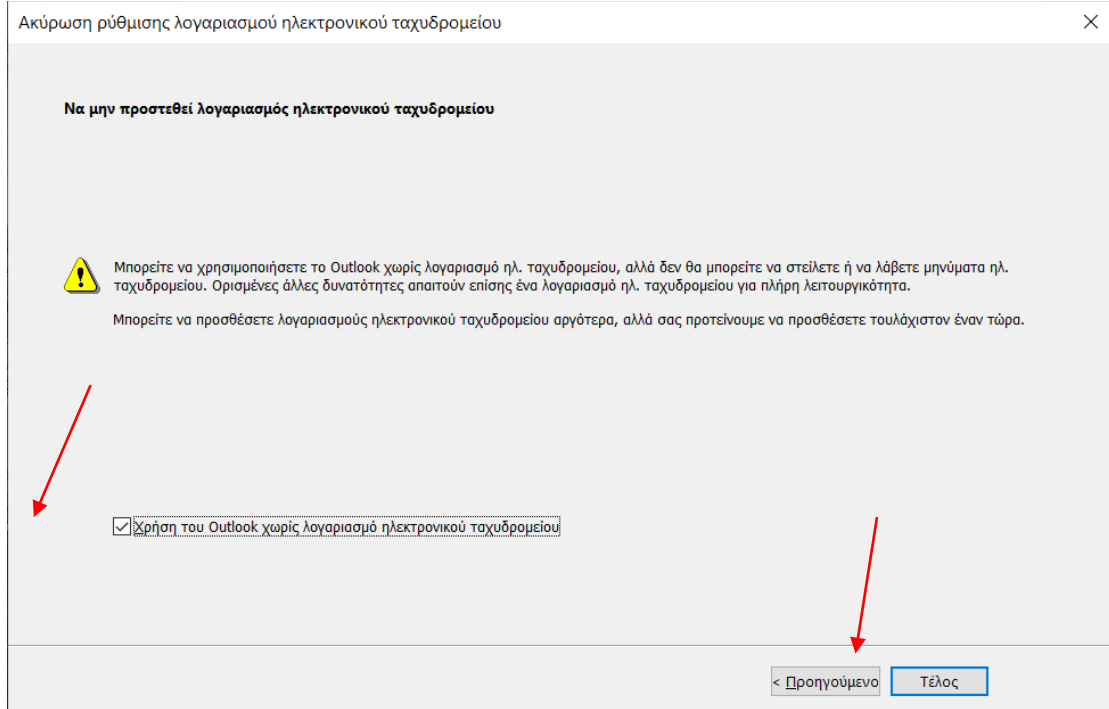 Ακύρωση ρύθμισης λογαριασμού ηλεκτρονικού ταχυδρομείου
Να μην προστεθεί λογαριασμός ηλεκτρονικού ταχυδρομείου
Μπορείτε να χρησιμοποιήσετε το Outlook χωρίς λογαριασμό ηλ. ταχυδρομείου, αλλά δεν θα μπορείτε να στείλετε ή να λάβετε μηνύματα ηλ.
ταχυδρομείου. Ορισμένες άλλες δυνατότητες απαιτούν επίσης ένα λογαριασμό ηλ. ταχυδρομείου για πλήρη λειτουργικότητα.
Μπορείτε να προσθέσετε λογαριασμούς ηλεκτρονικού ταχυδρομείου αργότερα, αλλά σας προτείνουμε να προσθέσετε τουλάχιστον έναν τώρα.
Χρήση του Outlook χωρίς λογαριασμό ηλεκτρονικού ταχυδρομείου
< Προηγούμενο
Τέλος